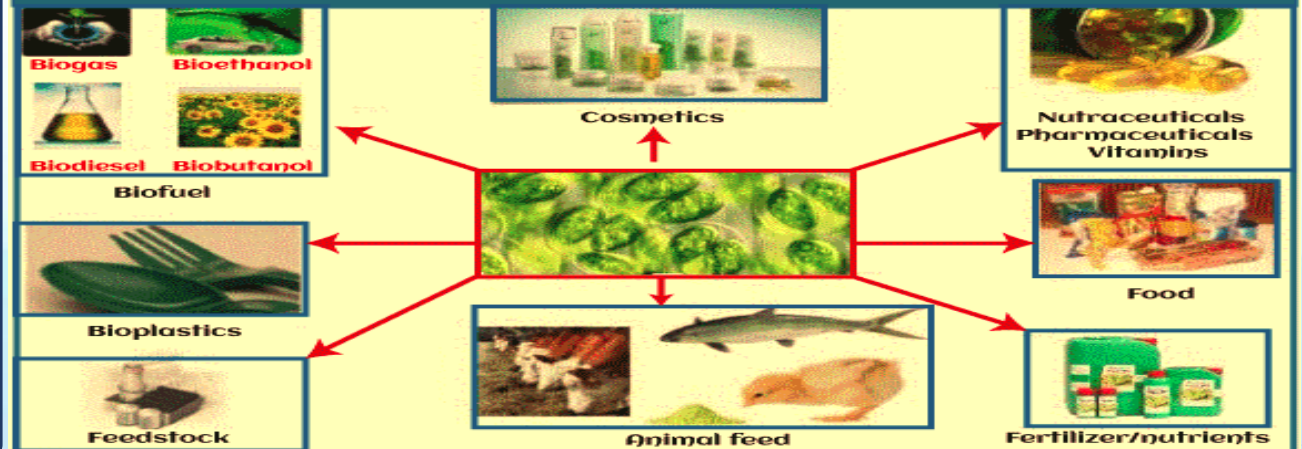 Biogas
Bioethanol
Biodiesel
Biobutanol
Biofuel
Cosmetics
Nutraceuticals
Pharmaceuticals
Vitamins
Bioplastics
Food
Feedstock
Animal feed
Fertilizer/nutrients